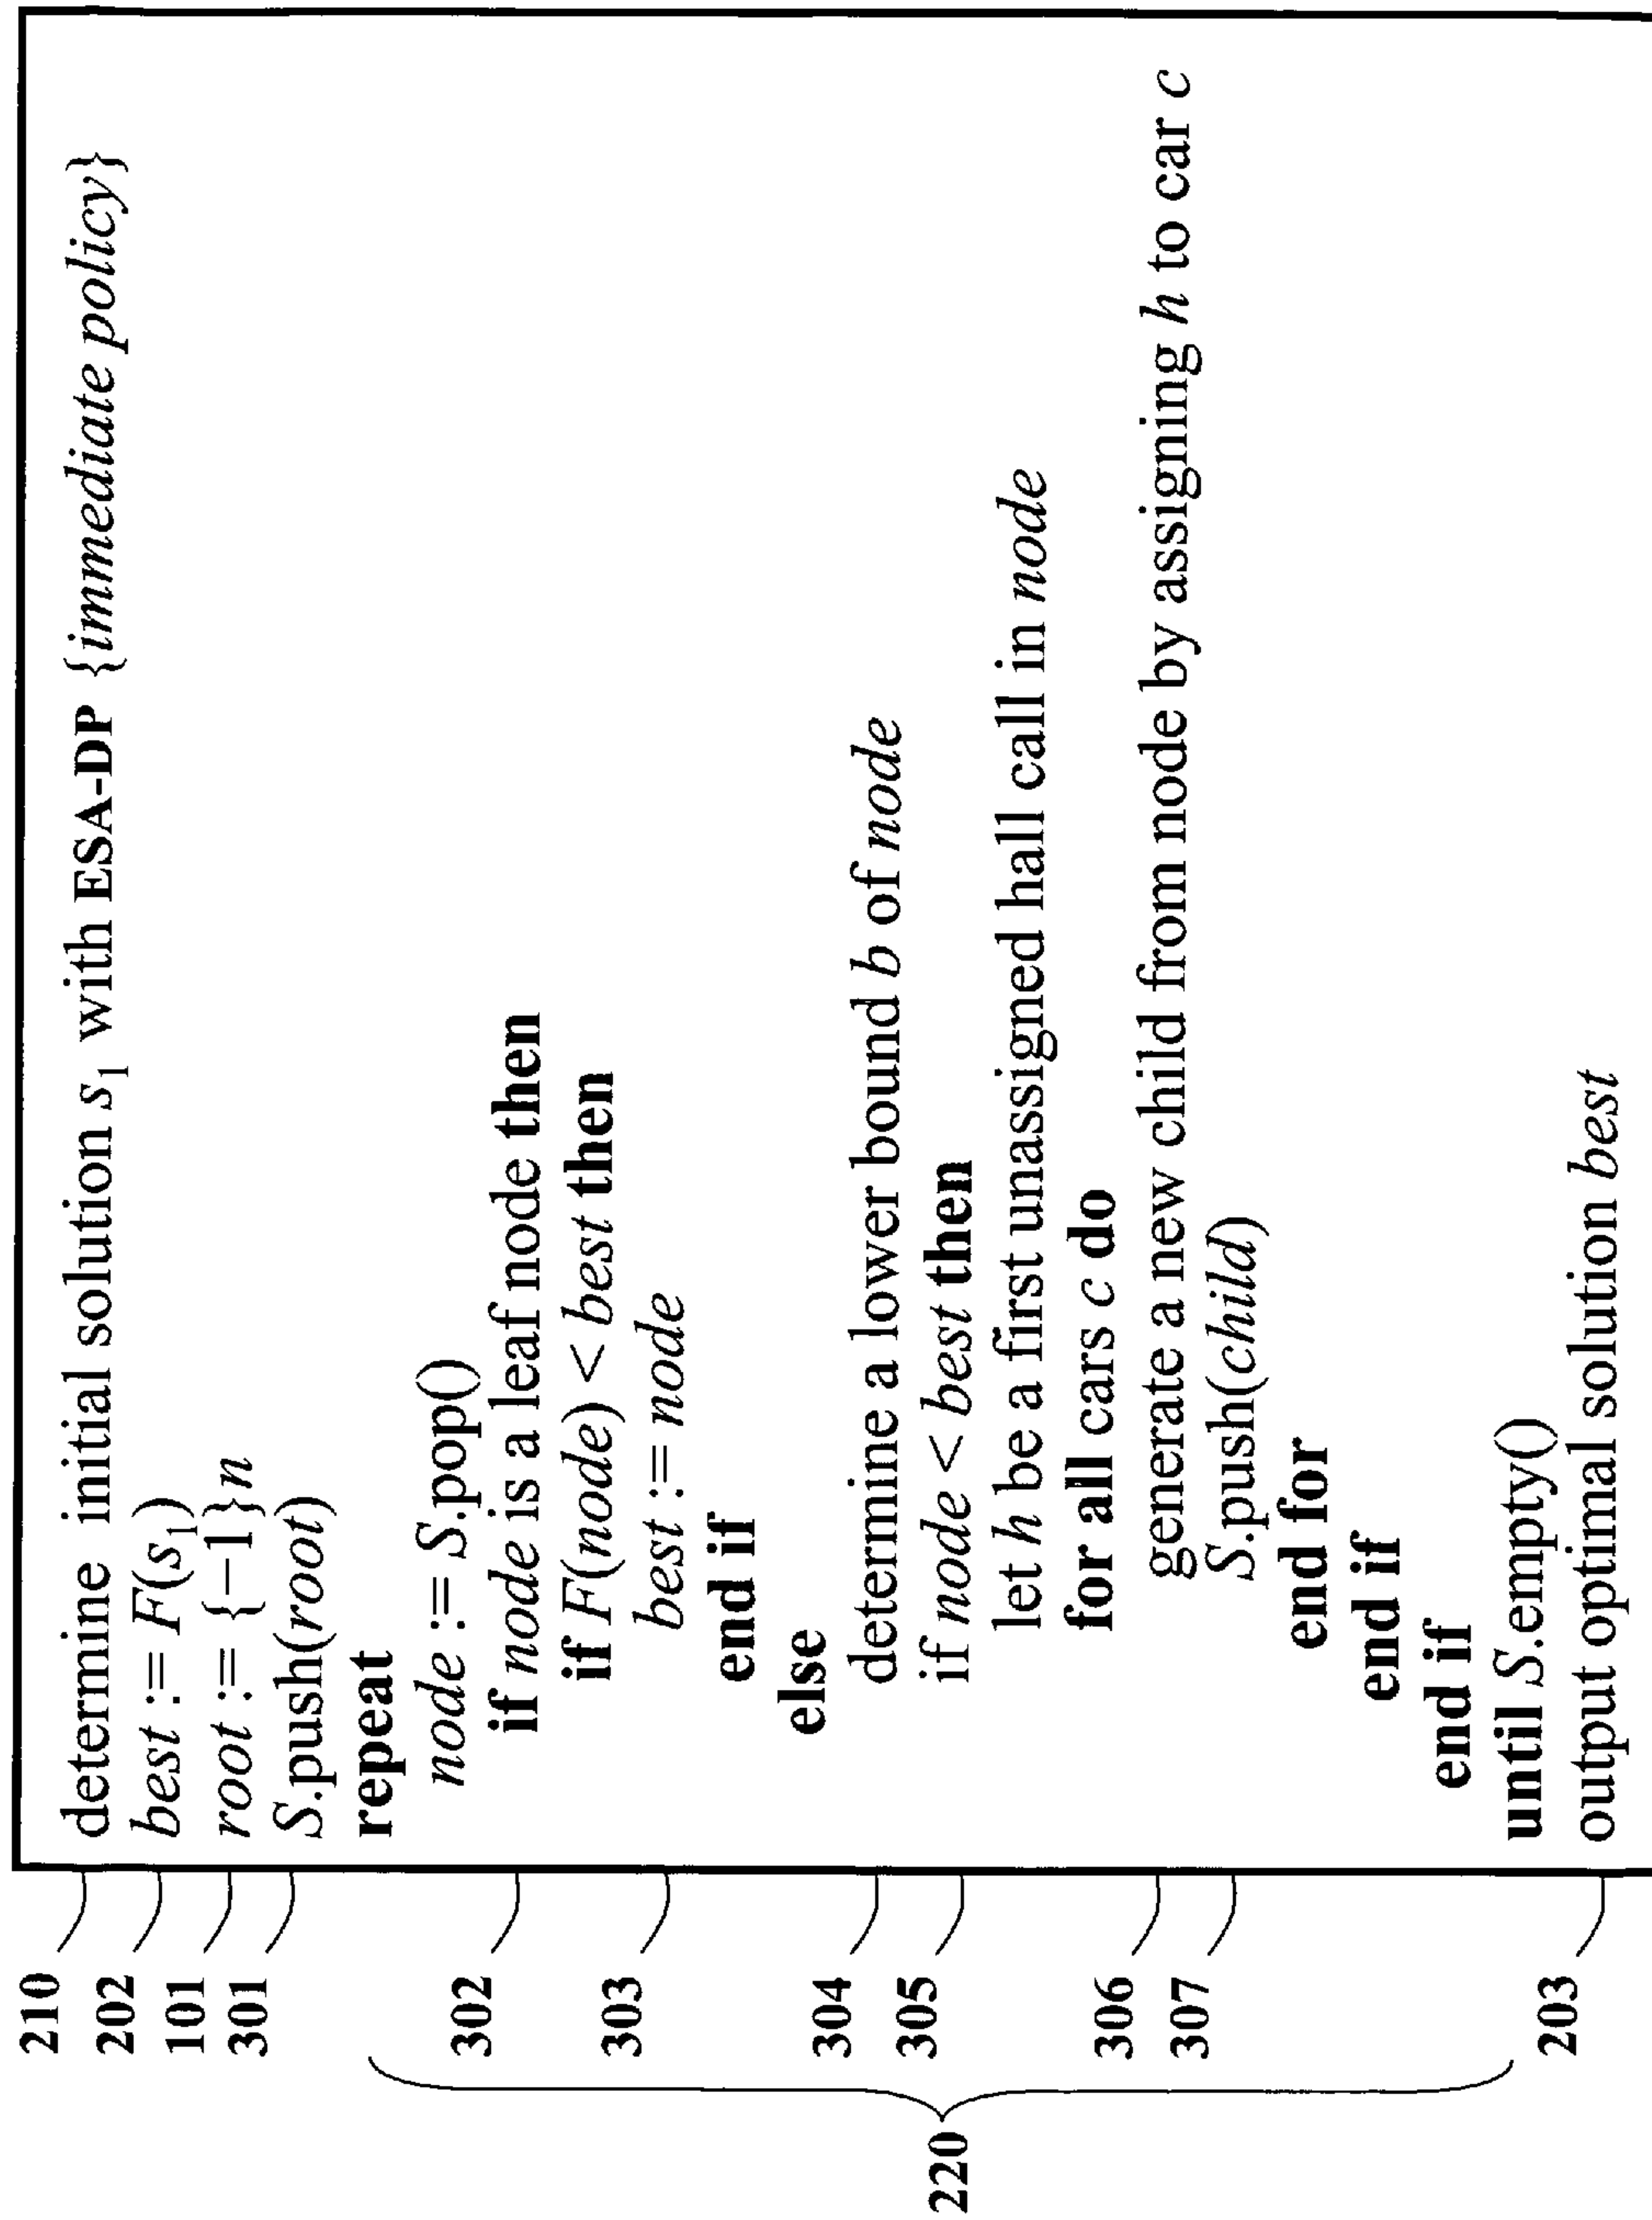 210 determine initial solution s1 with ESA-DP {immediate policy}
202 best := F(s1)
101 root := {−1}n
301 S.push(root)
repeat
node := S.pop()
302 if node is a leaf node then
if F(node) < best then
303 best := node
end if
else
304 determine a lower bound b of node
305 if node < best then
let h be a first unassigned hall call in node
for all cars c do
306 generate a new child from node by assigning h to car c
307 S.push(child)
end for
end if
end if
until S.empty()
203 output optimal solution best
220